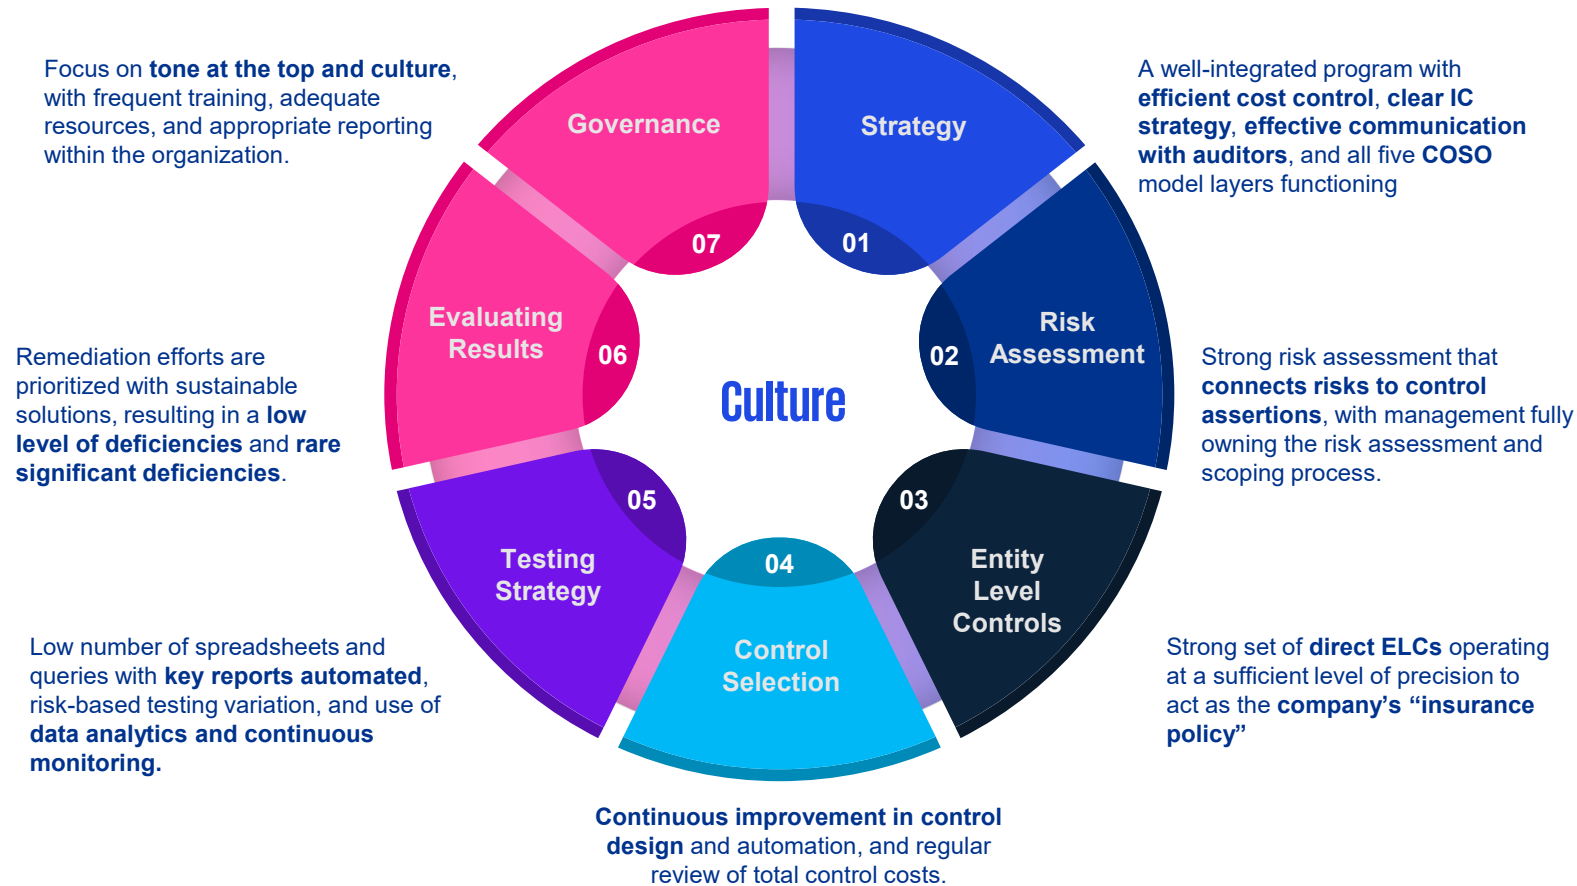 Focus on tone at the top and culture,
with frequent training, adequate
resources, and appropriate reporting
within the organization.
Governance
07
Strategy
01
A well-integrated program with
efficient cost control, clear IC
strategy, effective communication
with auditors, and all five COSO
model layers functioning
Evaluating
Results
06
Culture
02
Risk
Assessment
Remediation efforts are
prioritized with sustainable
solutions, resulting in a low
level of deficiencies and rare
significant deficiencies.
Strong risk assessment that
connects risks to control
assertions, with management fully
owning the risk assessment and
scoping process.
05
Testing
Strategy
04
Control
Selection
03
Entity
Level
Controls
Low number of spreadsheets and
queries with key reports automated,
risk-based testing variation, and use of
data analytics and continuous
monitoring.
Strong set of direct ELCs operating
at a sufficient level of precision to
act as the company’s “insurance
policy”
Continuous improvement in control
design and automation, and regular
review of total control costs.